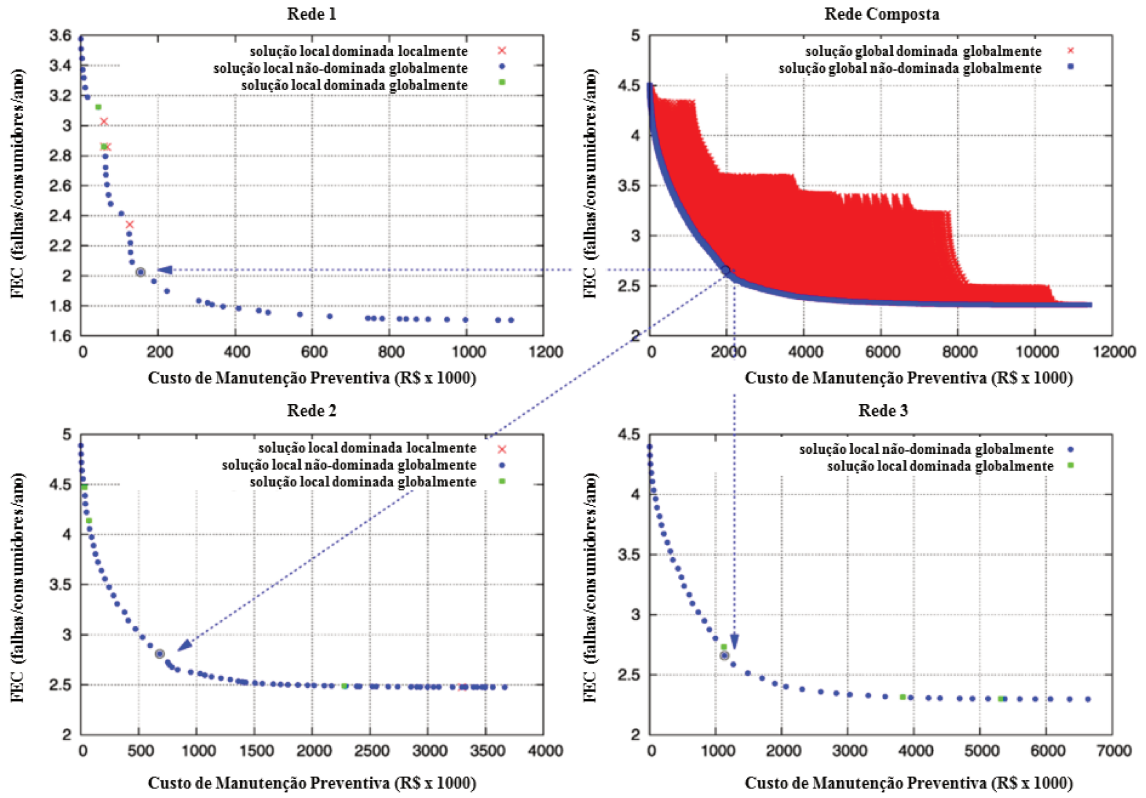 Rede 1
FEC (falhas/consumidores/ano)
3.6
3.4
3.2
3
2.8
2.6
2.4
2.2
2
1.8
1.6
solução local dominada localmente
solução local não-dominada globalmente
solução local dominada globalmente
0 200 400 600 800 1000 1200
Custo de Manutenção Preventiva (R$ x 1000)
Rede Composta
FEC (falhas/consumidores/ano)
5
4.5
4
3.5
3
2.5
2
solução global dominada globalmente
solução global não-dominada globalmente
0 2000 4000 6000 8000 10000 12000
Custo de Manutenção Preventiva (R$ x 1000)
Rede 2
FEC (falhas/consumidores/ano)
5
4.5
4
3.5
3
2.5
2
solução local dominada localmente
solução local não-dominada globalmente
solução local dominada globalmente
0 500 1000 1500 2000 2500 3000 3500 4000
Custo de Manutenção Preventiva (R$ x 1000)
Rede 3
FEC (falhas/consumidores/ano)
4.5
4
3.5
3
2.5
2
solução local não-dominada globalmente
solução local dominada globalmente
0 1000 2000 3000 4000 5000 6000 7000
Custo de Manutenção Preventiva (R$ x 1000)